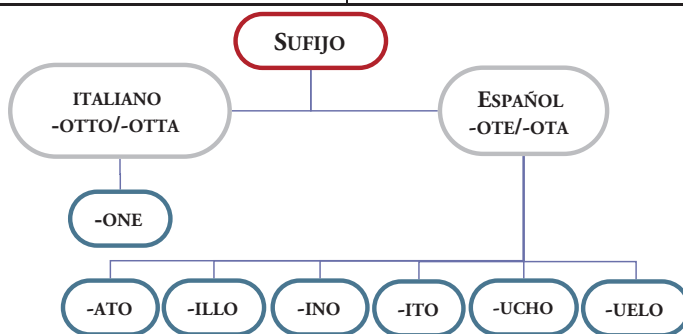 SUFIJO
ITALIANO
-OTTO/-OTTA
ESPAÑOL
-OTE/-OTA
-ONE
-ATO
-ILLO
-INO
-ITO
-UCHO
-UELO